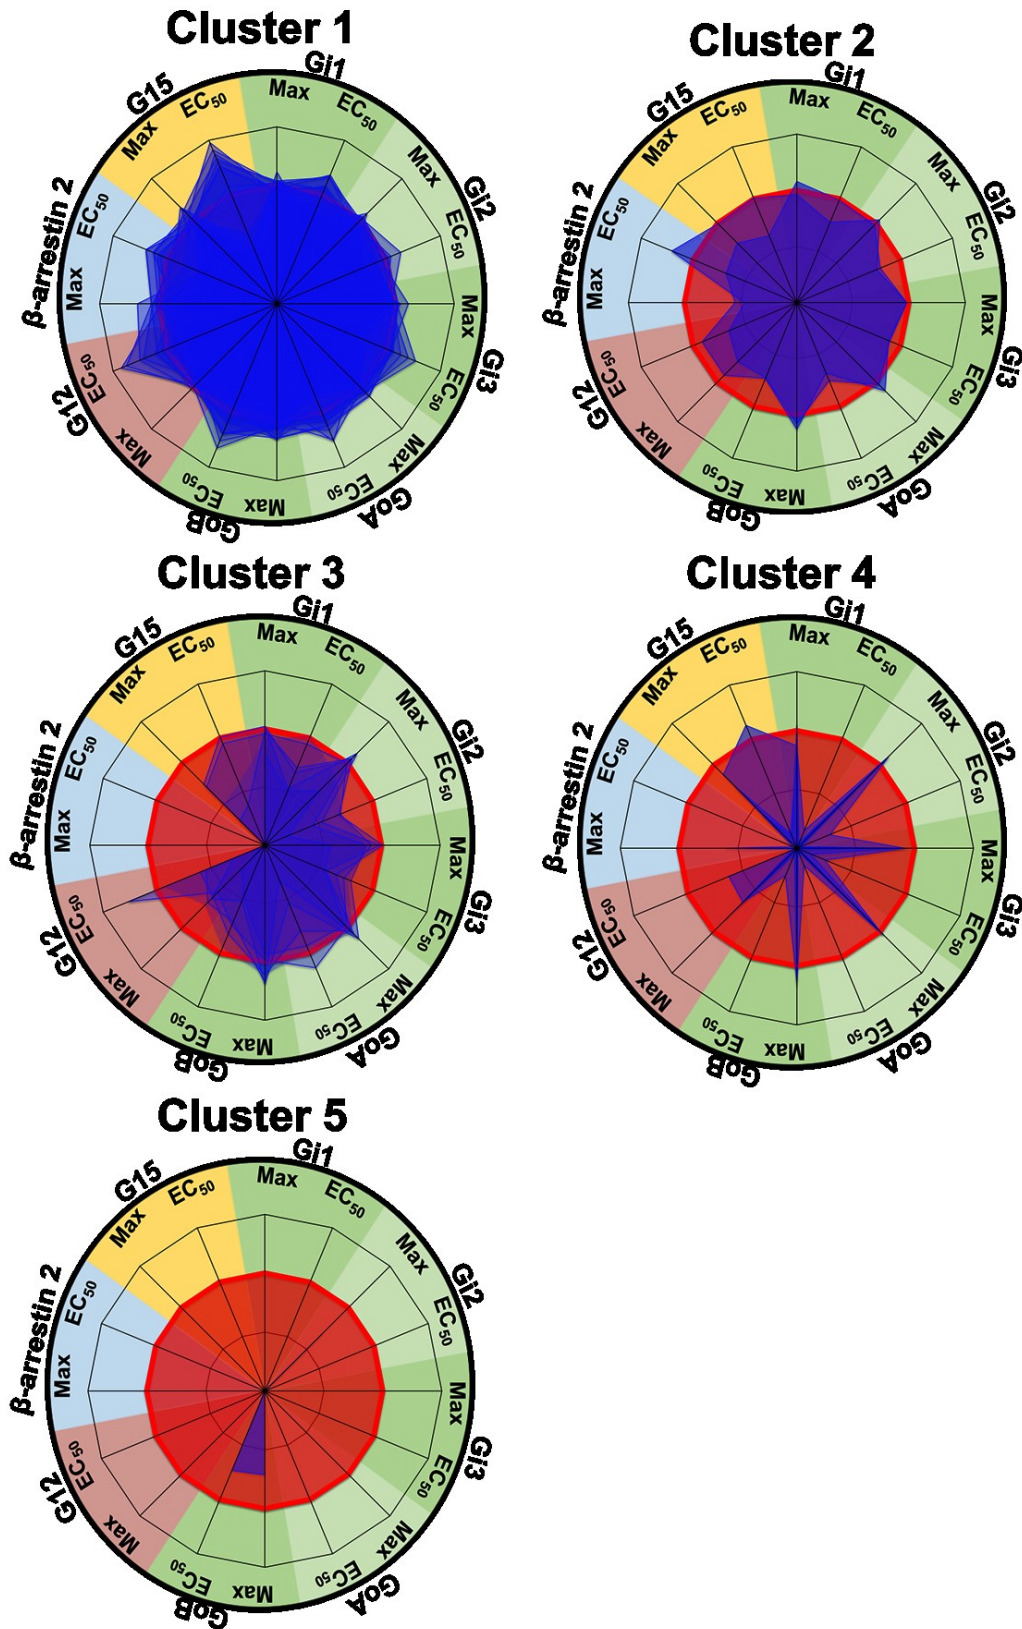 Cluster 1
Gi1
Max
EC50
Gi2
Max
EC50
Gi3
Max
EC50
GoA
Max
EC50
GoB
Max
EC50
G12
Max
EC50
β-arrestin 2
Max
EC50
G15
Max
EC50
Cluster 2
Gi1
Max
EC50
Gi2
Max
EC50
Gi3
Max
EC50
GoA
Max
EC50
GoB
Max
EC50
G12
Max
EC50
β-arrestin 2
Max
EC50
G15
Max
EC50
Cluster 3
Gi1
Max
EC50
Gi2
Max
EC50
Gi3
Max
EC50
GoA
Max
EC50
GoB
Max
EC50
G12
Max
EC50
β-arrestin 2
Max
EC50
G15
Max
EC50
Cluster 4
Gi1
Max
EC50
Gi2
Max
EC50
Gi3
Max
EC50
GoA
Max
EC50
GoB
Max
EC50
G12
Max
EC50
β-arrestin 2
Max
EC50
G15
Max
EC50
Cluster 5
Gi1
Max
EC50
Gi2
Max
EC50
Gi3
Max
EC50
GoA
Max
EC50
GoB
Max
EC50
G12
Max
EC50
β-arrestin 2
Max
EC50
G15
Max
EC50